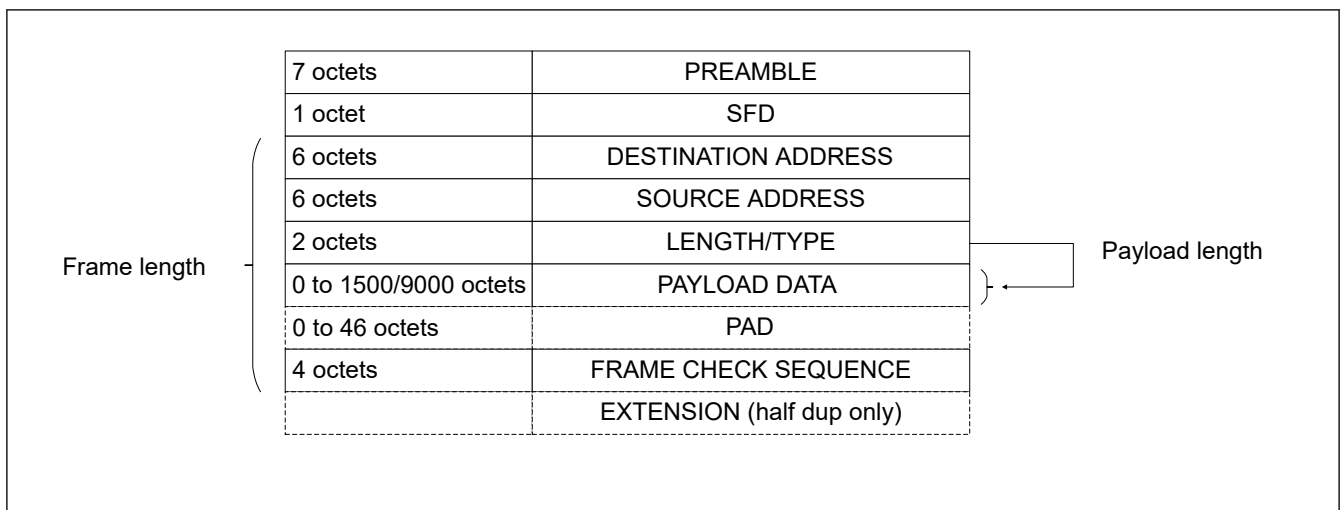 7 octets PREAMBLE
1 octet SFD
6 octets DESTINATION ADDRESS
6 octets SOURCE ADDRESS
2 octets LENGTH/TYPE
Payload length
Frame length
0 to 1500/9000 octets PAYLOAD DATA
0 to 46 octets PAD
4 octets FRAME CHECK SEQUENCE
EXTENSION (half dup only)